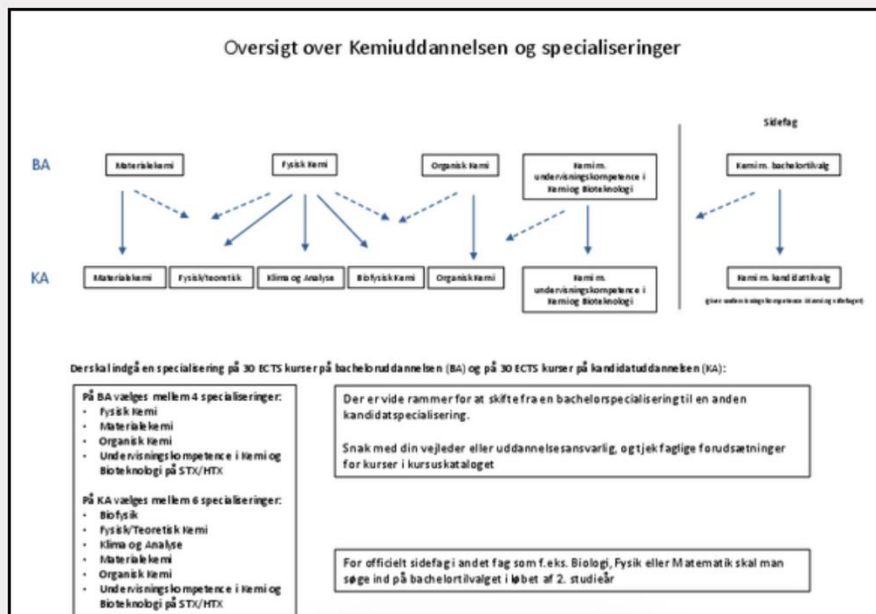 Oversigt over Kemiuddannelsen og specialiseringer
Sidefag
BA
Materialekemi
Fysisk Kemi
Organisk Kemi
Kemi m.
undervisningskompetence i
Kemi og Bioteknologi
Kemi m. bachelortilvalg
KA
Materialekemi
Fysisk/teoretisk
Klima og Analyse
Biofysisk Kemi
Organisk Kemi
Kemi m.
undervisningskompetence i
Kemi og Bioteknologi
Kemi m. kandidattilvalg
(giver undervisningskompetence i kemi og sidefaget)
Der skal indgå en specialisering på 30 ECTS kurser på bacheloruddannelsen (BA) og på 30 ECTS kurser på kandidatuddannelsen (KA):
På BA vælges mellem 4 specialiseringer:
• Fysisk Kemi
• Materialekemi
• Organisk Kemi
• Undervisningskompetence i Kemi og
Bioteknologi på STX/HTX
På KA vælges mellem 6 specialiseringer:
• Biofysik
• Fysisk/Teoretisk Kemi
• Klima og Analyse
• Materialekemi
• Organisk Kemi
• Undervisningskompetence i Kemi og
Bioteknologi på STX/HTX
Der er vide rammer for at skifte fra en bachelorspecialisering til en anden
kandidatspecialisering.
Snak med din vejleder eller uddannelsesansvarlig, og tjek faglige forudsætninger
for kurser i kursuskataloget
For officielt sidefag i andet fag som f.eks. Biologi, Fysik eller Matematik skal man
søge ind på bachelortilvalget i løbet af 2. studieår